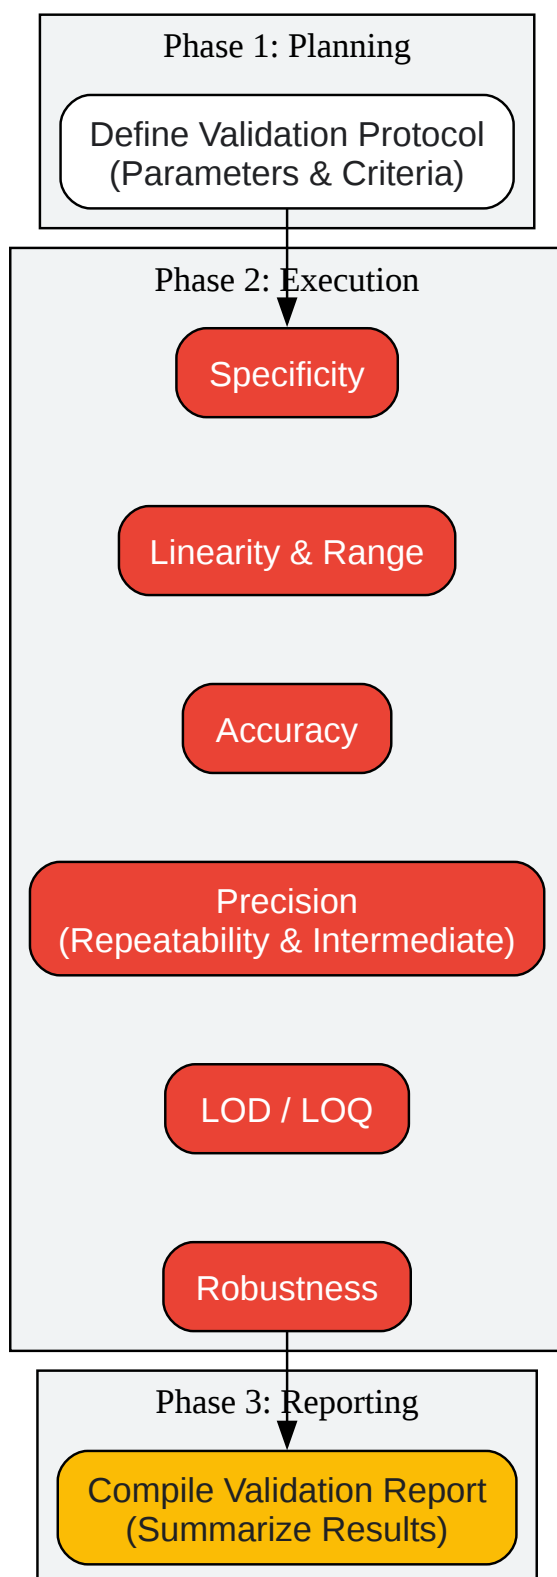 Phase 1: Planning
Define Validation Protocol
(Parameters & Criteria)
Phase 2: Execution
Specificity
Linearity & Range
Accuracy
Precision
(Repeatability & Intermediate)
LOD / LOQ
Robustness
Phase 3: Reporting
Compile Validation Report
(Summarize Results)